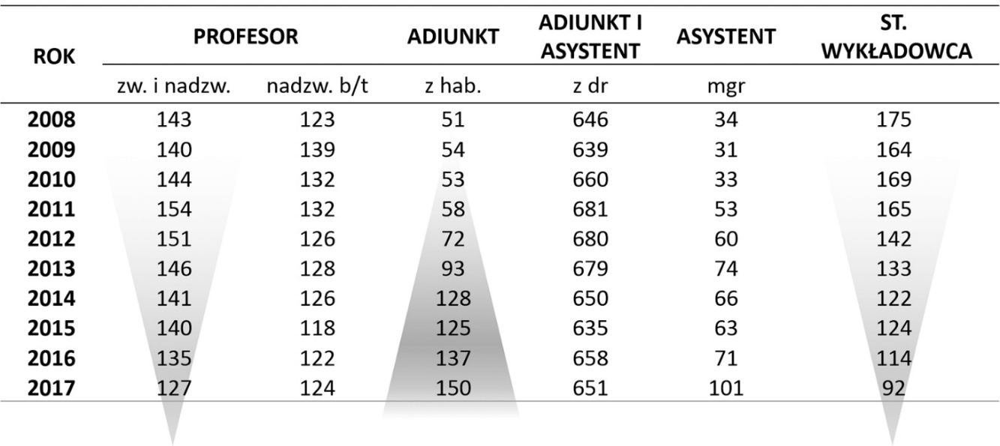 ROK PROFESOR ADIUNKT ADIUNKT I ASYSTENT ASYSTENT ST. WYKŁADOWCA
zw. i nadzw. nadzw. b/t z hab. z dr mgr
2008 143 123 51 646 34 175
2009 140 139 54 639 31 164
2010 144 132 53 660 33 169
2011 154 132 58 681 53 165
2012 151 126 72 680 60 142
2013 146 128 93 679 74 133
2014 141 126 128 650 66 122
2015 140 118 125 635 63 124
2016 135 122 137 658 71 114
2017 127 124 150 651 101 92